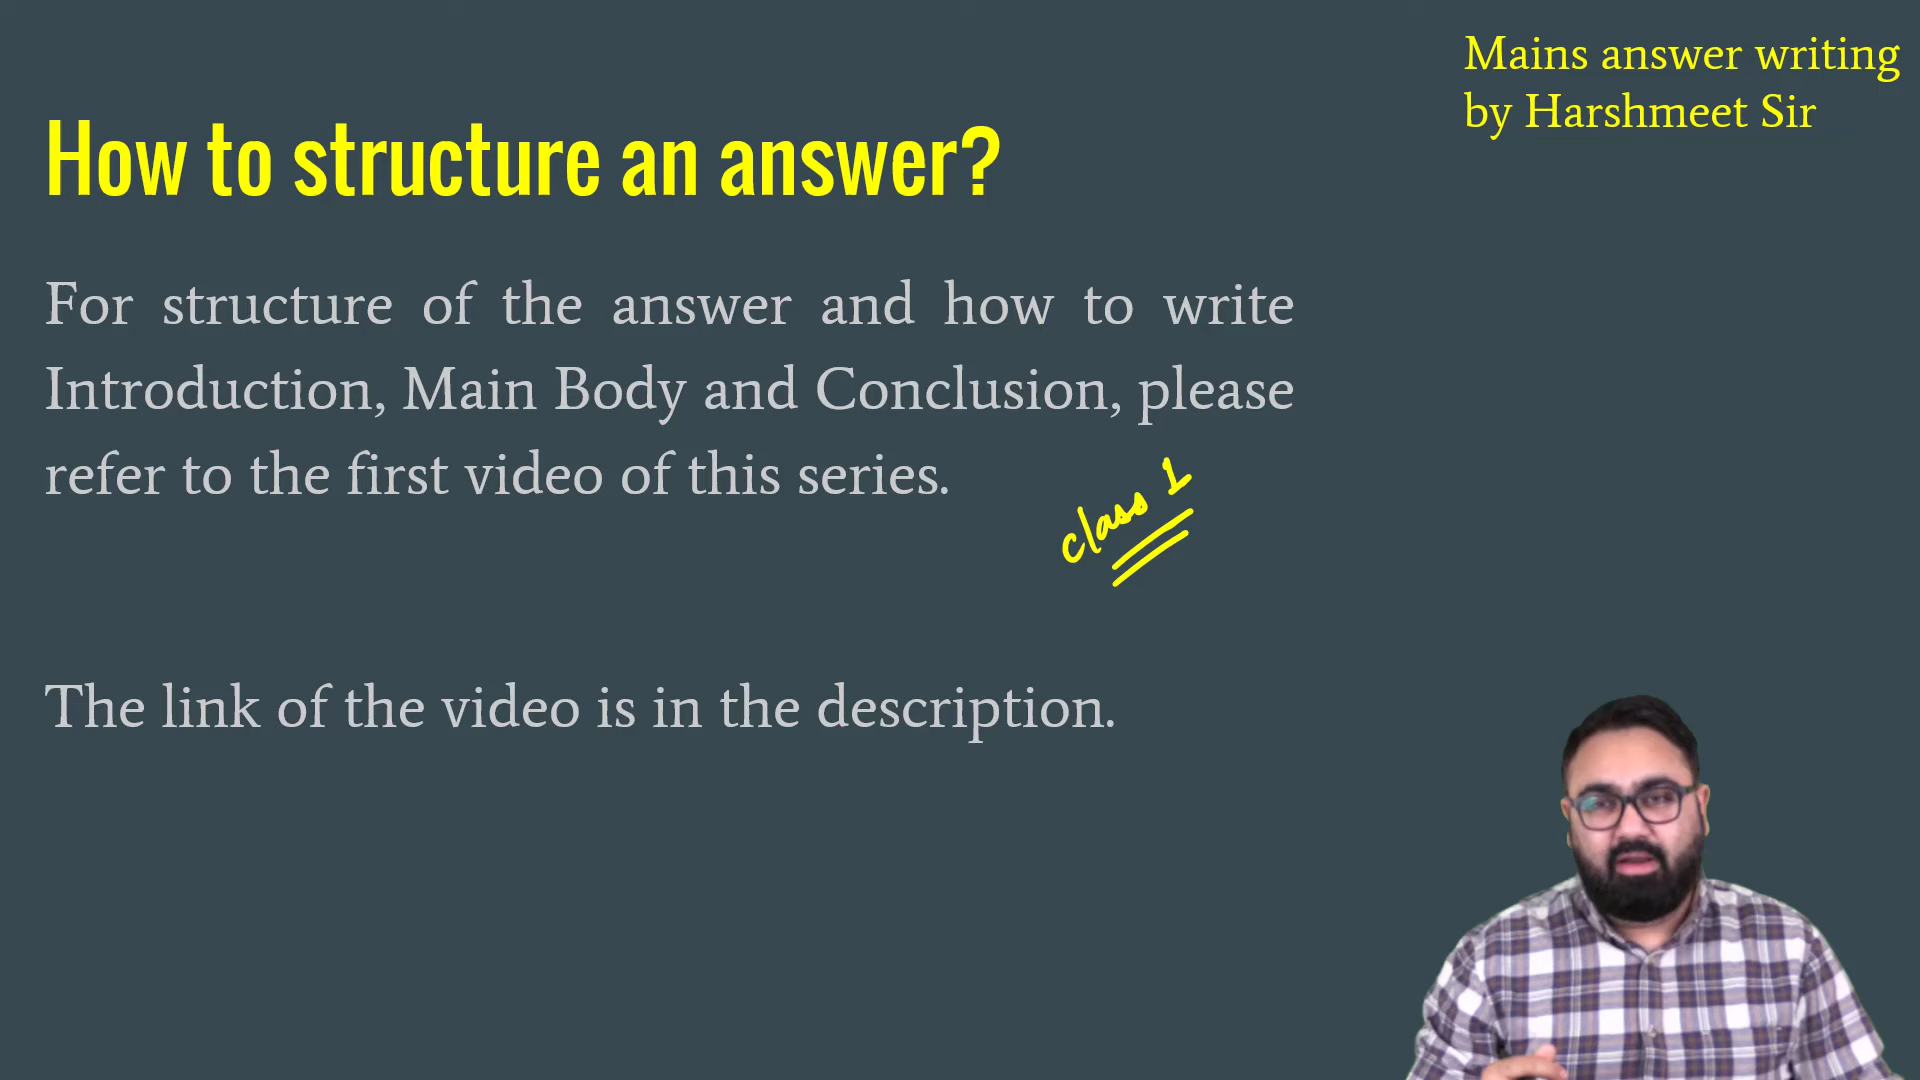 Mains answer writing
by Harshmeet Sir
How to structure an answer?
For structure of the answer and how to write
Introduction, Main Body and Conclusion, please
refer to the first video of this series.
class 1
The link of the video is in the description.